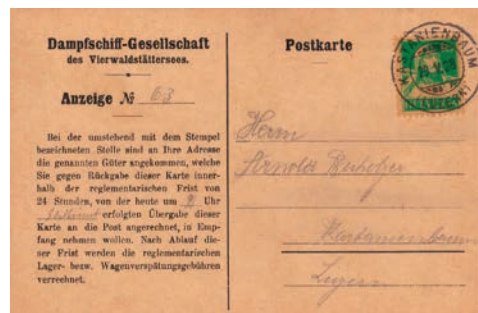 Dampfschiff-Gesellschaft
des Vierwaldstättersees.
Anzeige № 63
Bei der umstehend mit dem Stempel
bezeichneten Stelle sind an Ihre Adresse
die genannten Güter angekommen, welche
Sie gegen Rückgabe dieser Karte inner-
halb der reglementarischen Frist von
24 Stunden, von der heute um Uhr
erfolgten Übergabe dieser
Karte an die Post angerechnet, in Emp-
fang nehmen wollen. Nach Ablauf die-
ser Frist werden die reglementarischen
Lager- bezw. Wagenverspätungsgebühren
verrechnet.
Postkarte
KASTANIENBAUM
(LUZERN)
HELVETIA
Herrn
Arnold
Kastanienbaum
Luzern